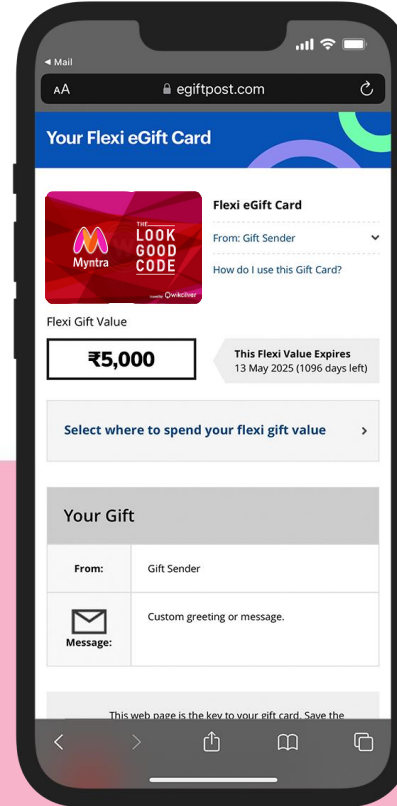 Mail
AA egiftpost.com
Your Flexi eGift Card
Myntra
THE
LOOK
GOOD
CODE
Qwikcilver
Flexi eGift Card
From: Gift Sender
How do I use this Gift Card?
Flexi Gift Value
₹5,000
This Flexi Value Expires
13 May 2025 (1096 days left)
Select where to spend your flexi gift value
Your Gift
From: Gift Sender
Message: Custom greeting or message.
This web page is the key to your gift card. Save the